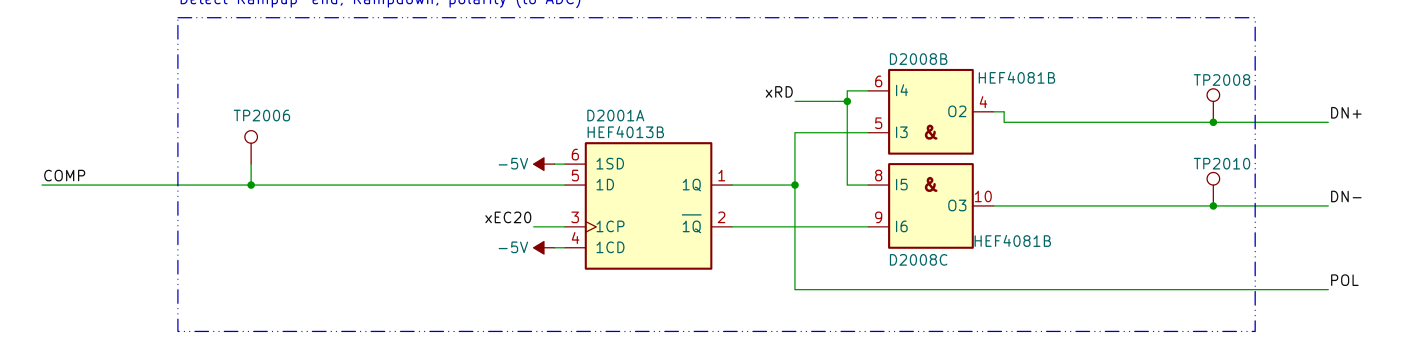 Detect Rampup-end, Rampdown, polarity (to ADC)
D2008B
HEF4081B
TP2008
xRD
6
I4
O2
4
DN+
5
I3
&
TP2006
D2001A
HEF4013B
-5V
6
1SD
COMP
5
1D
1Q
1
8
I5
&
TP2010
O3
10
DN-
xEC20
3
1CP
1Q
2
9
I6
-5V
4
1CD
HEF4081B
D2008C
POL